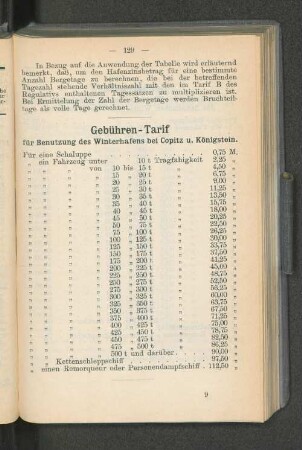 — 129 —
In Bezug auf die Anwendung der Tabelle wird erläuternd
bemerkt, daß, um den Hafeneinbetrag für eine bestimmte
Anzahl Bergetage zu berechnen, die bei der betreffenden
Tagezahl stehende Verhältniszahl mit den im Tarif B des
Regulativs enthaltenen Tagessätzen zu multiplizieren ist.
Bei Ermittelung der Zahl der Bergetage werden Bruchteile
als volle Tage gerechnet.
Gebühren-Tarif
für Benutzung des Winterhafens bei Copitz u. Königstein.
Für eine Schaluppe 0,75 M.
„ ein Fahrzeug unter 10 t Tragfähigkeit 2,25 „
„ „ „ von 10 bis 15 t „ 4,50 „
„ „ „ „ 15 „ 20 t „ 6,75 „
„ „ „ „ 20 „ 25 t „ 9,00 „
„ „ „ „ 25 „ 30 t „ 11,25 „
„ „ „ „ 30 „ 35 t „ 13,50 „
„ „ „ „ 35 „ 40 t „ 15,75 „
„ „ „ „ 40 „ 45 t „ 18,00 „
„ „ „ „ 45 „ 50 t „ 20,25 „
„ „ „ „ 50 „ 75 t „ 22,50 „
„ „ „ „ 75 „ 100 t „ 26,25 „
„ „ „ „ 100 „ 125 t „ 30,00 „
„ „ „ „ 125 „ 150 t „ 33,75 „
„ „ „ „ 150 „ 175 t „ 37,50 „
„ „ „ „ 175 „ 200 t „ 41,25 „
„ „ „ „ 200 „ 225 t „ 45,00 „
„ „ „ „ 225 „ 250 t „ 48,75 „
„ „ „ „ 250 „ 275 t „ 52,50 „
„ „ „ „ 275 „ 300 t „ 56,25 „
„ „ „ „ 300 „ 325 t „ 60,00 „
„ „ „ „ 325 „ 350 t „ 63,75 „
„ „ „ „ 350 „ 375 t „ 67,50 „
„ „ „ „ 375 „ 400 t „ 71,25 „
„ „ „ „ 400 „ 425 t „ 75,00 „
„ „ „ „ 425 „ 450 t „ 78,75 „
„ „ „ „ 450 „ 475 t „ 82,50 „
„ „ „ „ 475 „ 500 t „ 86,25 „
„ „ „ „ 500 t und darüber 90,00 „
„ „ Kettenschleppschiff 97,50 „
„ einen Remorqueur oder Personendampfschiff 112,50 „
9